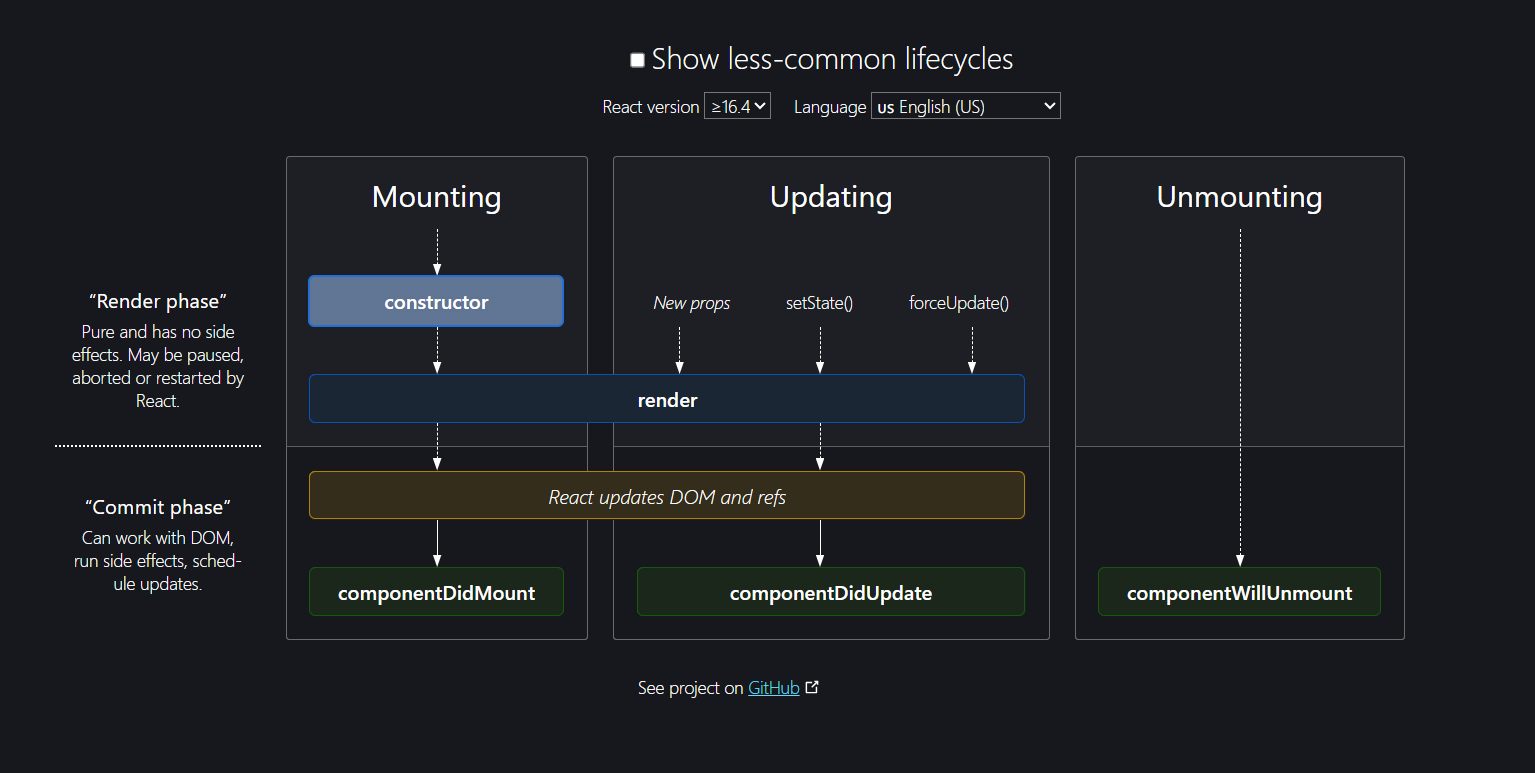 Show less-common lifecycles
React version ≥16.4 Language us English (US)
Mounting
Updating
Unmounting
“Render phase”
Pure and has no side
effects. May be paused,
aborted or restarted by
React.
constructor
New props
setState()
forceUpdate()
render
“Commit phase”
Can work with DOM,
run side effects, sched-
ule updates.
React updates DOM and refs
componentDidMount
componentDidUpdate
componentWillUnmount
See project on GitHub